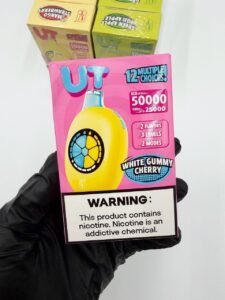 UT
12 MULTIPLE
CHOICES
50000
25000
2 FLAVORS
3 LEVELS
2 MODES
WHITE GUMMY
CHERRY
WARNING:
This product contains
nicotine. Nicotine is an
addictive chemical.